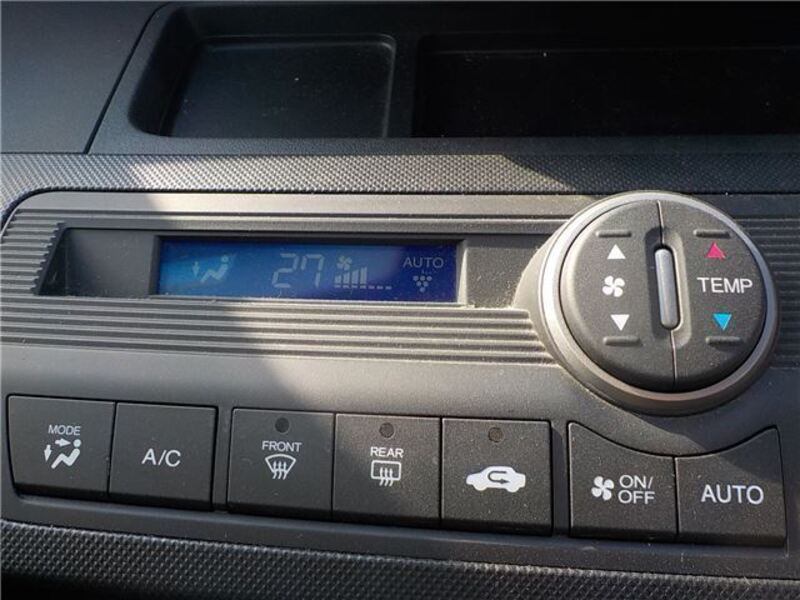 27 AUTO
TEMP
MODE
A/C
FRONT
REAR
ON/
OFF
AUTO